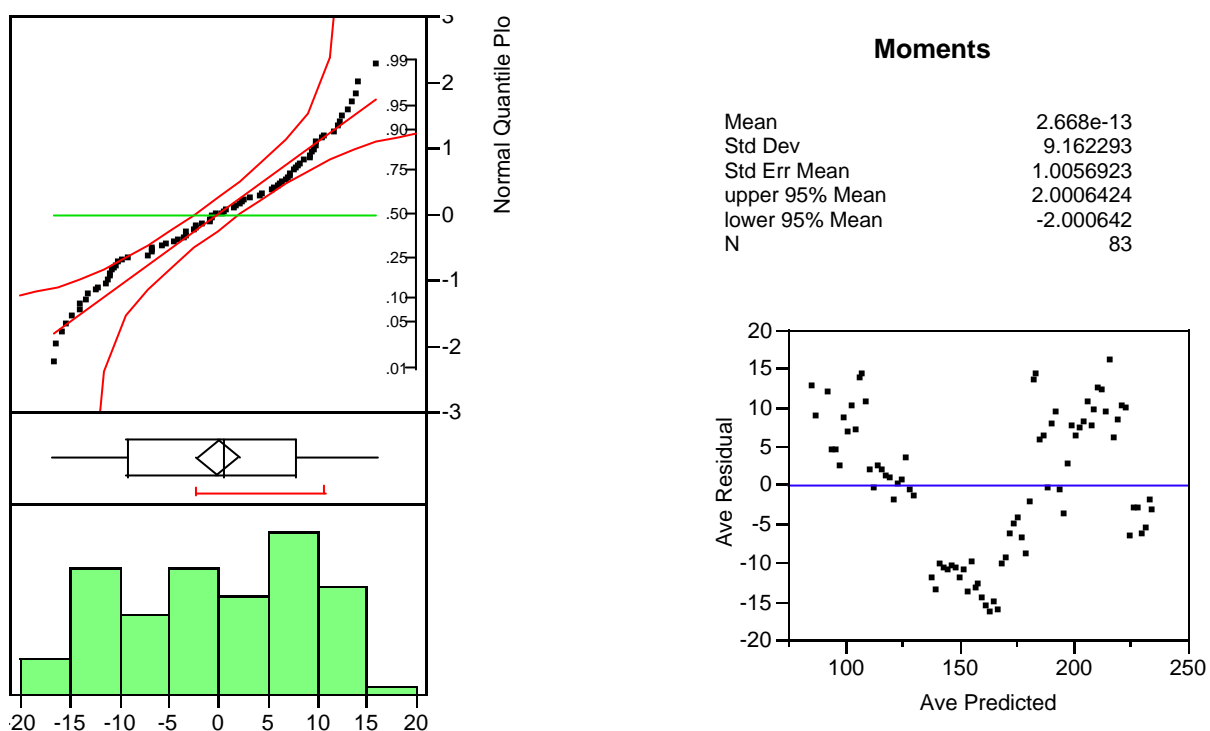 3
.99
2
.95
.90
1
.75
.50
0
.25
-1
.10
.05
-2
.01
-3
Normal Quantile Plo
-20 -15 -10 -5 0 5 10 15 20
Moments
Mean 2.668e-13
Std Dev 9.162293
Std Err Mean 1.0056923
upper 95% Mean 2.0006424
lower 95% Mean -2.000642
N 83
20
15
10
5
0
-5
-10
-15
-20
Ave Residual
100 150 200 250
Ave Predicted